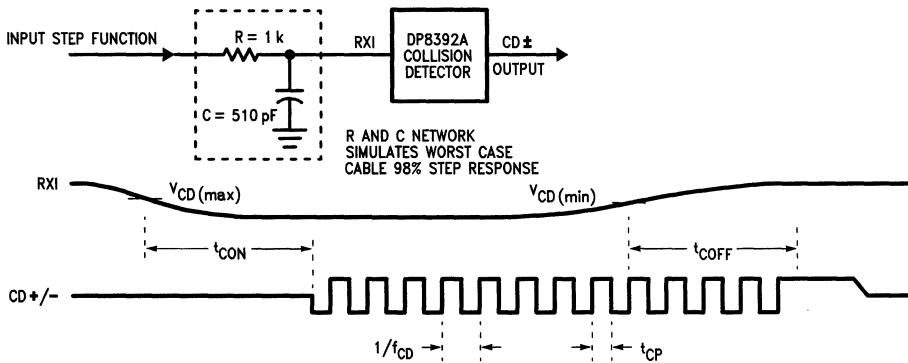 INPUT STEP FUNCTION
R = 1 k
C = 510 pF
RXI
DP8392A
COLLISION
DETECTOR
CD ±
OUTPUT
R AND C NETWORK
SIMULATES WORST CASE
CABLE 98% STEP RESPONSE
RXI
VCD(max)
VCD(min)
tCON
tCOFF
CD+/-
1/fCD
tCP